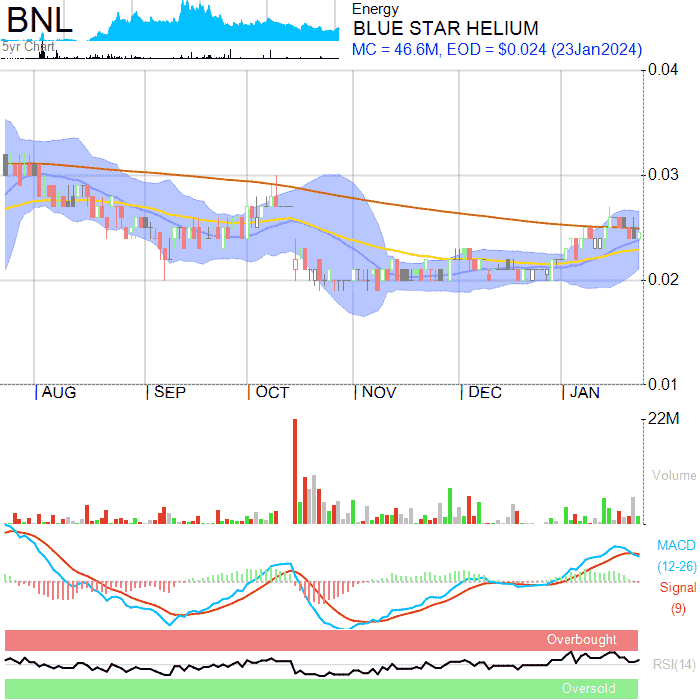 BNL
5yr Chart
Energy
BLUE STAR HELIUM
MC = 46.6M, EOD = $0.024 (23Jan2024)
0.04
0.03
0.02
0.01
AUG SEP OCT NOV DEC JAN
22M
Volume
MACD
(12-26)
Signal
(9)
Overbought
RSI(14)
Oversold